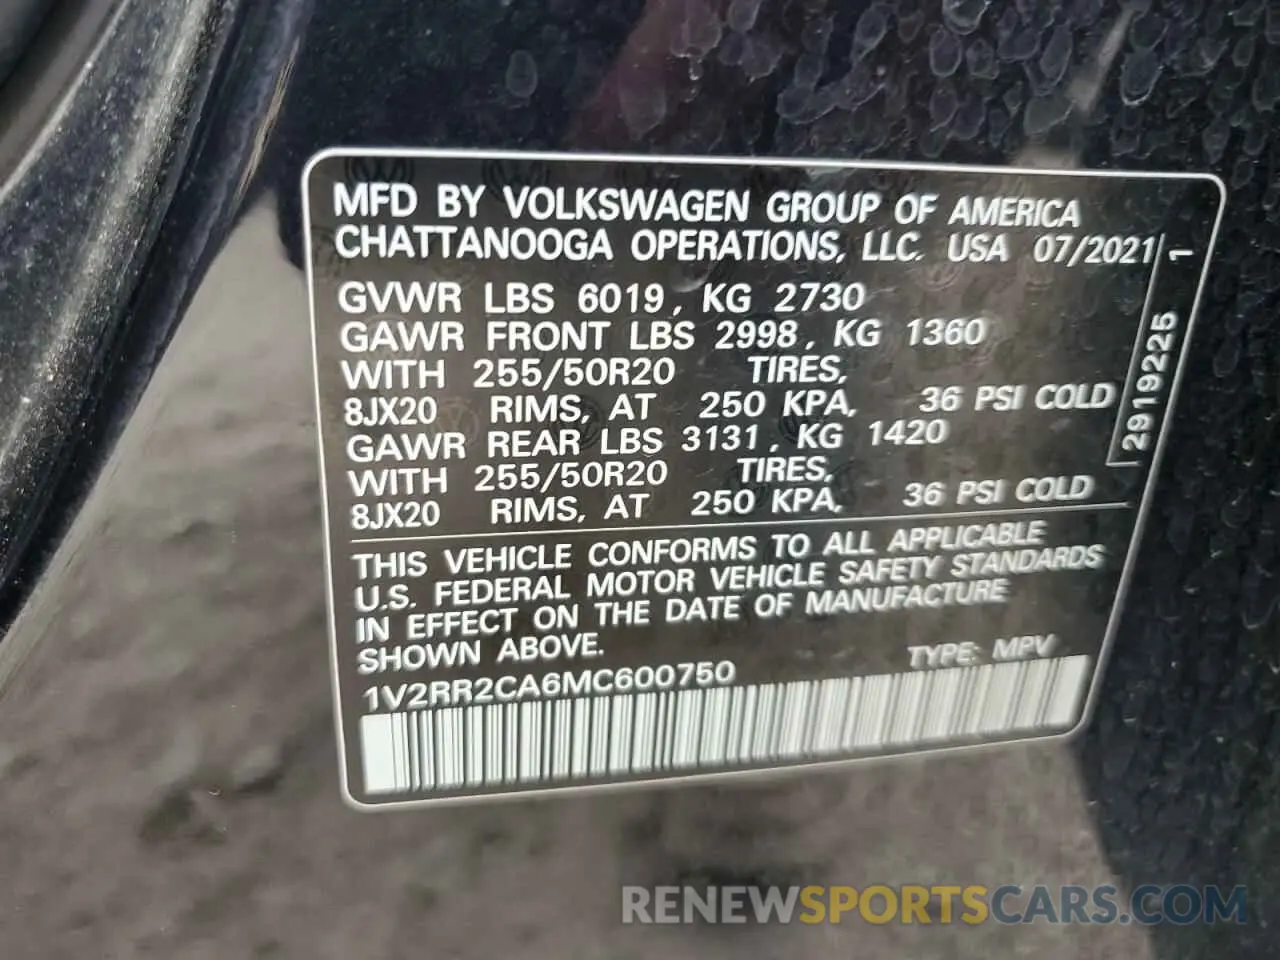 MFD BY VOLKSWAGEN GROUP OF AMERICA
CHATTANOOGA OPERATIONS, LLC. USA 07/2021
GVWR LBS 6019, KG 2730
GAWR FRONT LBS 2998, KG 1360
WITH 255/50R20 TIRES,
8JX20 RIMS, AT 250 KPA, 36 PSI COLD
GAWR REAR LBS 3131, KG 1420
WITH 255/50R20 TIRES,
8JX20 RIMS, AT 250 KPA, 36 PSI COLD
THIS VEHICLE CONFORMS TO ALL APPLICABLE
U.S. FEDERAL MOTOR VEHICLE SAFETY STANDARDS
IN EFFECT ON THE DATE OF MANUFACTURE
SHOWN ABOVE.
TYPE: MPV
1V2RR2CA6MC600750
2919225
1
RENEWSPORTSCARS.COM